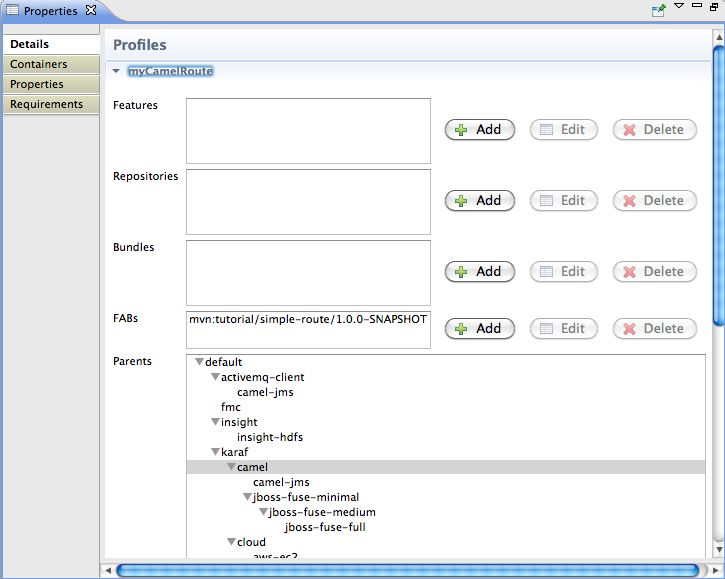 Properties
Details
Containers
Properties
Requirements
Profiles
myCamelRoute
Features
Add Edit Delete
Repositories
Add Edit Delete
Bundles
Add Edit Delete
FABs
mvn:tutorial/simple-route/1.0.0-SNAPSHOT
Add Edit Delete
Parents
default
activemq-client
camel-jms
fmc
insight
insight-hdfs
karaf
camel
camel-jms
jboss-fuse-minimal
jboss-fuse-medium
jboss-fuse-full
cloud
aws-ec2